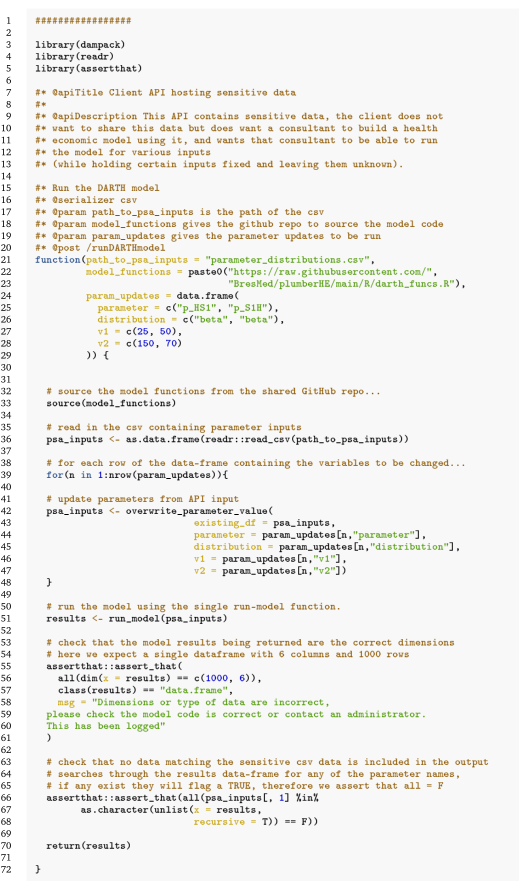 1 #################
2
3 library(dampack)
4 library(readr)
5 library(assertthat)
6
7 #* @apiTitle Client API hosting sensitive data
8 #*
9 #* @apiDescription This API contains sensitive data, the client does not
10 #* want to share this data but does want a consultant to build a health
11 #* economic model using it, and wants that consultant to be able to run
12 #* the model for various inputs
13 #* (while holding certain inputs fixed and leaving them unknown).
14
15 #* Run the DARTH model
16 #* @serializer csv
17 #* @param path_to_psa_inputs is the path of the csv
18 #* @param model_functions gives the github repo to source the model code
19 #* @param param_updates gives the parameter updates to be run
20 #* @post /runDARTHmodel
21 function(path_to_psa_inputs = "parameter_distributions.csv",
22 model_functions = paste0("https://raw.githubusercontent.com/",
23 "BresMed/plumberHE/main/R/darth_funcs.R"),
24 param_updates = data.frame(
25 parameter = c("p_HS1", "p_S1H"),
26 distribution = c("beta", "beta"),
27 v1 = c(25, 50),
28 v2 = c(150, 70)
29 )) {
30
31
32 # source the model functions from the shared GitHub repo...
33 source(model_functions)
34
35 # read in the csv containing parameter inputs
36 psa_inputs <- as.data.frame(readr::read_csv(path_to_psa_inputs))
37
38 # for each row of the data-frame containing the variables to be changed...
39 for(n in 1:nrow(param_updates)){
40
41 # update parameters from API input
42 psa_inputs <- overwrite_parameter_value(
43 existing_df = psa_inputs,
44 parameter = param_updates[n,"parameter"],
45 distribution = param_updates[n,"distribution"],
46 v1 = param_updates[n,"v1"],
47 v2 = param_updates[n,"v2"])
48 }
49
50 # run the model using the single run-model function.
51 results <- run_model(psa_inputs)
52
53 # check that the model results being returned are the correct dimensions
54 # here we expect a single dataframe with 6 columns and 1000 rows
55 assertthat::assert_that(
56 all(dim(x = results) == c(1000, 6)),
57 class(results) == "data.frame",
58 msg = "Dimensions or type of data are incorrect,
59 please check the model code is correct or contact an administrator.
60 This has been logged"
61 )
62
63 # check that no data matching the sensitive csv data is included in the output
64 # searches through the results data-frame for any of the parameter names,
65 # if any exist they will flag a TRUE, therefore we assert that all = F
66 assertthat::assert_that(all(psa_inputs[, 1] %in%
67 as.character(unlist(x = results,
68 recursive = T)) == F))
69
70 return(results)
71
72 }